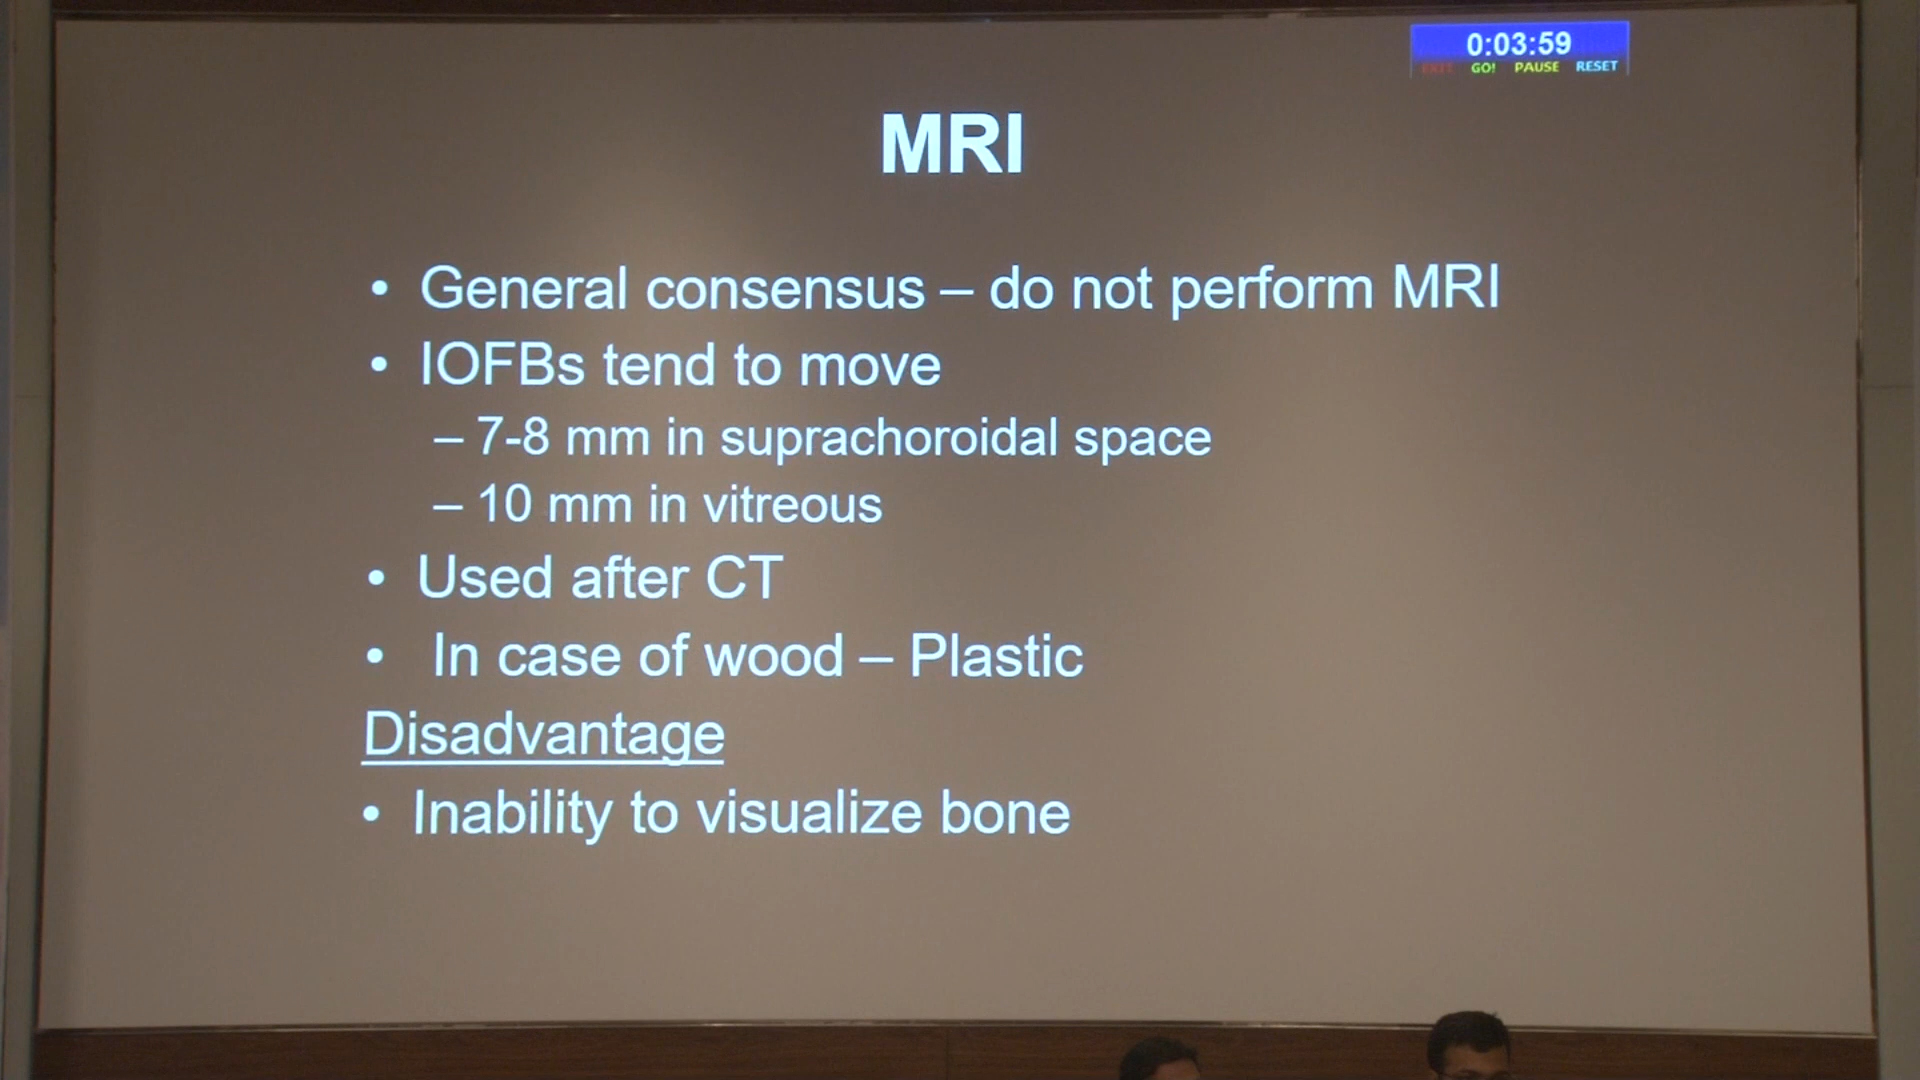 0:03:59
EXIT GO! PAUSE RESET
MRI
• General consensus – do not perform MRI
• IOFBs tend to move
– 7-8 mm in suprachoroidal space
– 10 mm in vitreous
• Used after CT
• In case of wood – Plastic
Disadvantage
• Inability to visualize bone